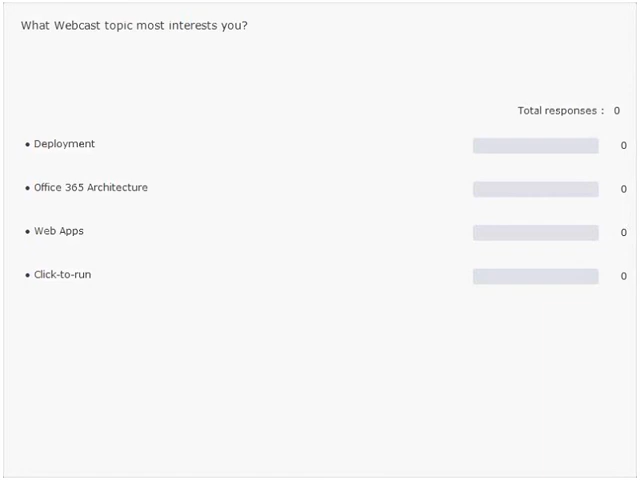 What Webcast topic most interests you?
Total responses : 0
• Deployment 0
• Office 365 Architecture 0
• Web Apps 0
• Click-to-run 0